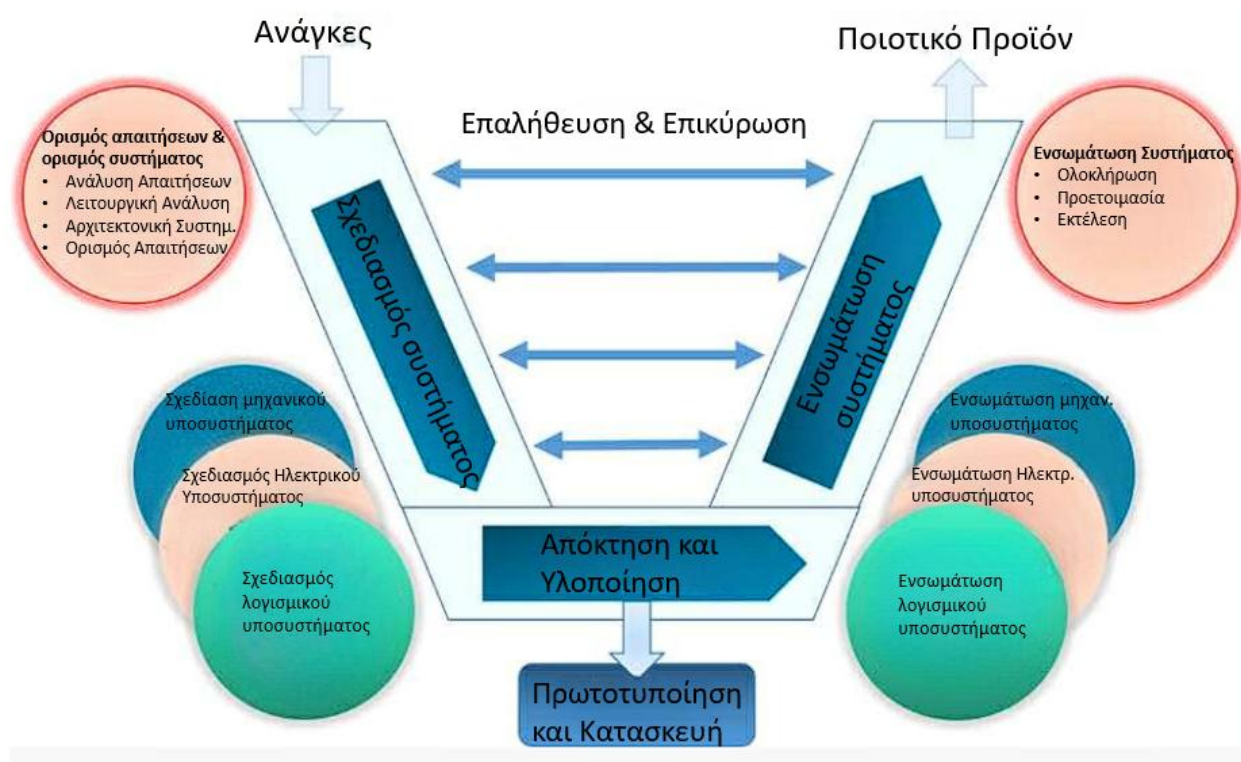 Ανάγκες
Ποιοτικό Προϊόν
Επαλήθευση & Επικύρωση
Ορισμός απαιτήσεων &
ορισμός συστήματος
• Ανάλυση Απαιτήσεων
• Λειτουργική Ανάλυση
• Αρχιτεκτονική Συστημ.
• Ορισμός Απαιτήσεων
Ενσωμάτωση Συστήματος
• Ολοκλήρωση
• Προετοιμασία
• Εκτέλεση
Σχεδιασμός συστήματος
Ενσωμάτωση
συστήματος
Σχεδίαση μηχανικού
υποσυστήματος
Σχεδιασμός Ηλεκτρικού
Υποσυστήματος
Σχεδιασμός
λογισμικού
υποσυστήματος
Ενσωμάτωση μηχαν.
υποσυστήματος
Ενσωμάτωση Ηλεκτρ.
υποσυστήματος
Ενσωμάτωση
λογισμικού
υποσυστήματος
Απόκτηση και
Υλοποίηση
Πρωτοτυποίηση
και Κατασκευή